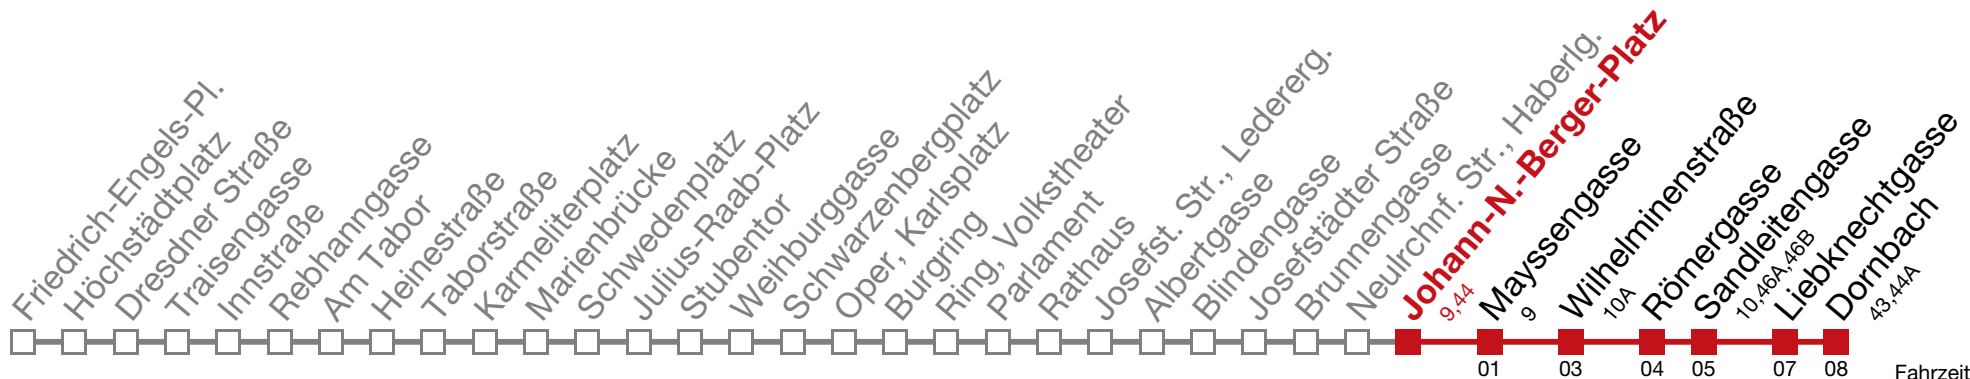 Friedrich-Engels-Pl.
Höchstädtplatz
Dresdner Straße
Traisengasse
Innstraße
Rebhanngasse
Am Tabor
Heinestraße
Taborstraße
Karmeliterplatz
Marienbrücke
Schwedenplatz
Julius-Raab-Platz
Stubentor
Weihburggasse
Schwarzenbergplatz
Oper, Karlsplatz
Burgring
Ring, Volkstheater
Parlament
Rathaus
Josefst. Str., Ledererg.
Albertgasse
Blindengasse
Josefstädter Straße
Brunnengasse
Neulrchnf. Str., Haberlg.
Johann-N.-Berger-Platz
9,44
Mayssengasse
9
Wilhelminenstraße
10A
Römergasse
Sandleitengasse
10,46A,46B
Liebknechtgasse
Dornbach
43,44A
01 03 04 05 07 08 Fahrzeit